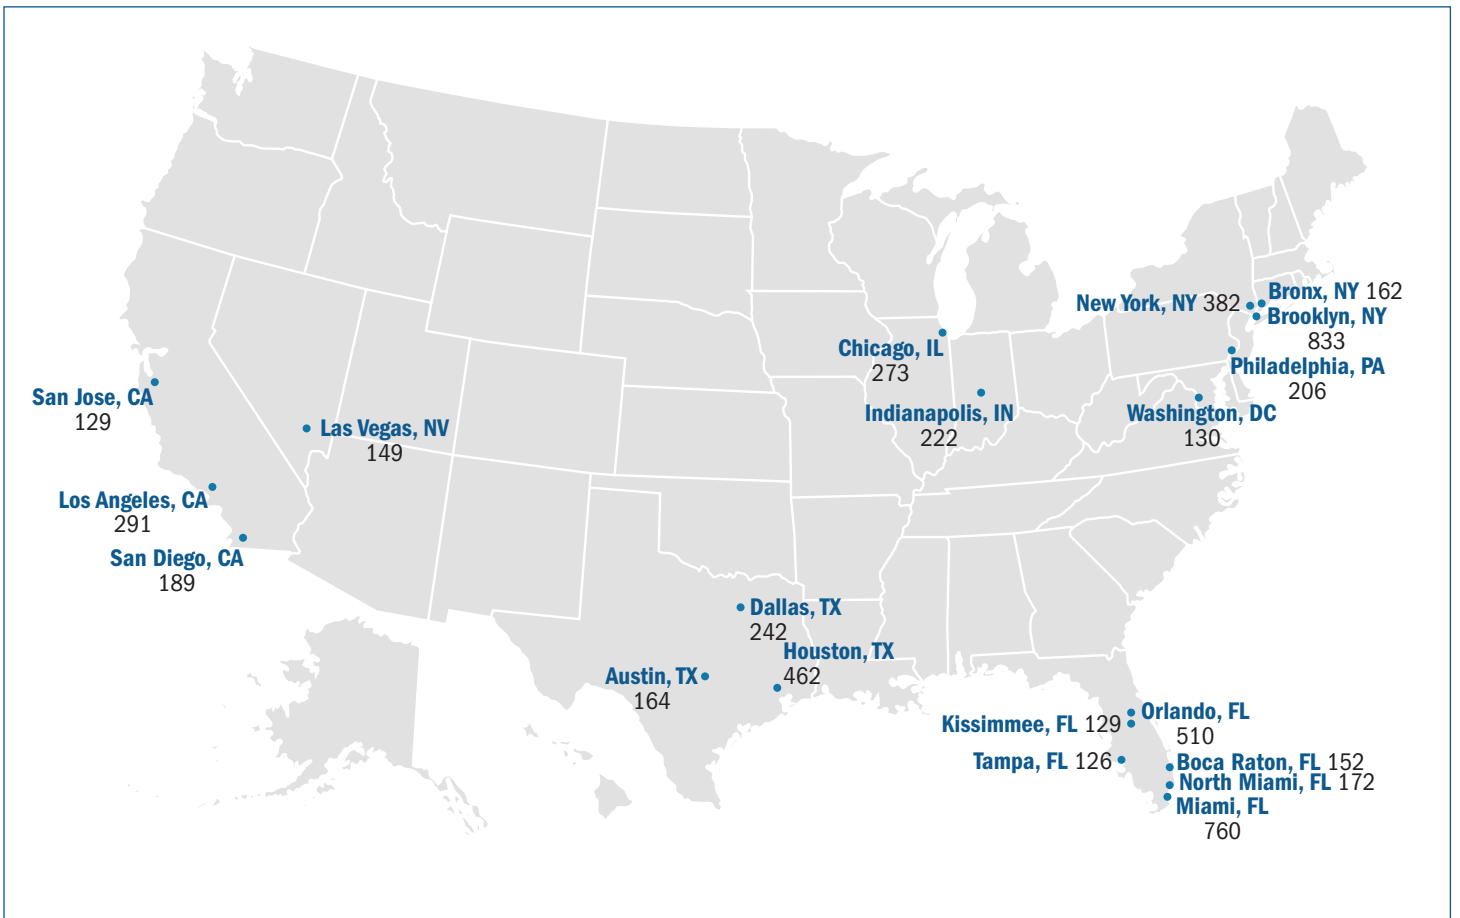 New York, NY 382
Bronx, NY 162
Brooklyn, NY
833
Chicago, IL
273
Philadelphia, PA
206
San Jose, CA
129
Indianapolis, IN
222
Washington, DC
130
Las Vegas, NV
149
Los Angeles, CA
291
San Diego, CA
189
Dallas, TX
242
Houston, TX
462
Austin, TX
164
Orlando, FL
510
Kissimmee, FL 129
Tampa, FL 126
Boca Raton, FL 152
North Miami, FL 172
Miami, FL
760